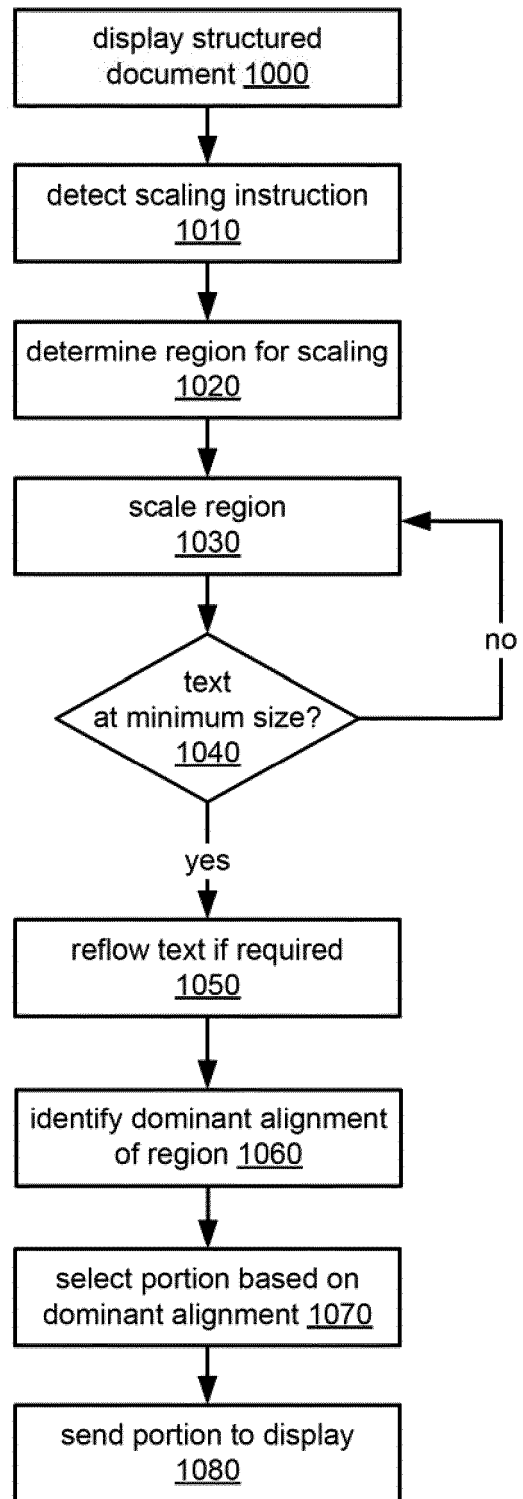 display structured
document 1000
detect scaling instruction
1010
determine region for scaling
1020
scale region
1030
no
text
at minimum size?
1040
yes
reflow text if required
1050
identify dominant alignment
of region 1060
select portion based on
dominant alignment 1070
send portion to display
1080